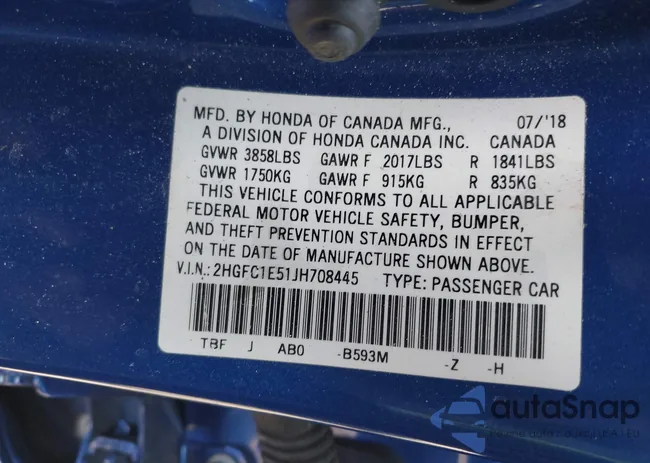 MFD. BY HONDA OF CANADA MFG., 07/'18
A DIVISION OF HONDA CANADA INC. CANADA
GVWR 3858LBS GAWR F 2017LBS R 1841LBS
GVWR 1750KG GAWR F 915KG R 835KG
THIS VEHICLE CONFORMS TO ALL APPLICABLE
FEDERAL MOTOR VEHICLE SAFETY, BUMPER,
AND THEFT PREVENTION STANDARDS IN EFFECT
ON THE DATE OF MANUFACTURE SHOWN ABOVE.
V.I.N.: 2HGFC1E51JH708445 TYPE: PASSENGER CAR
TBF J AB0 -B593M -Z -H
autaSnap